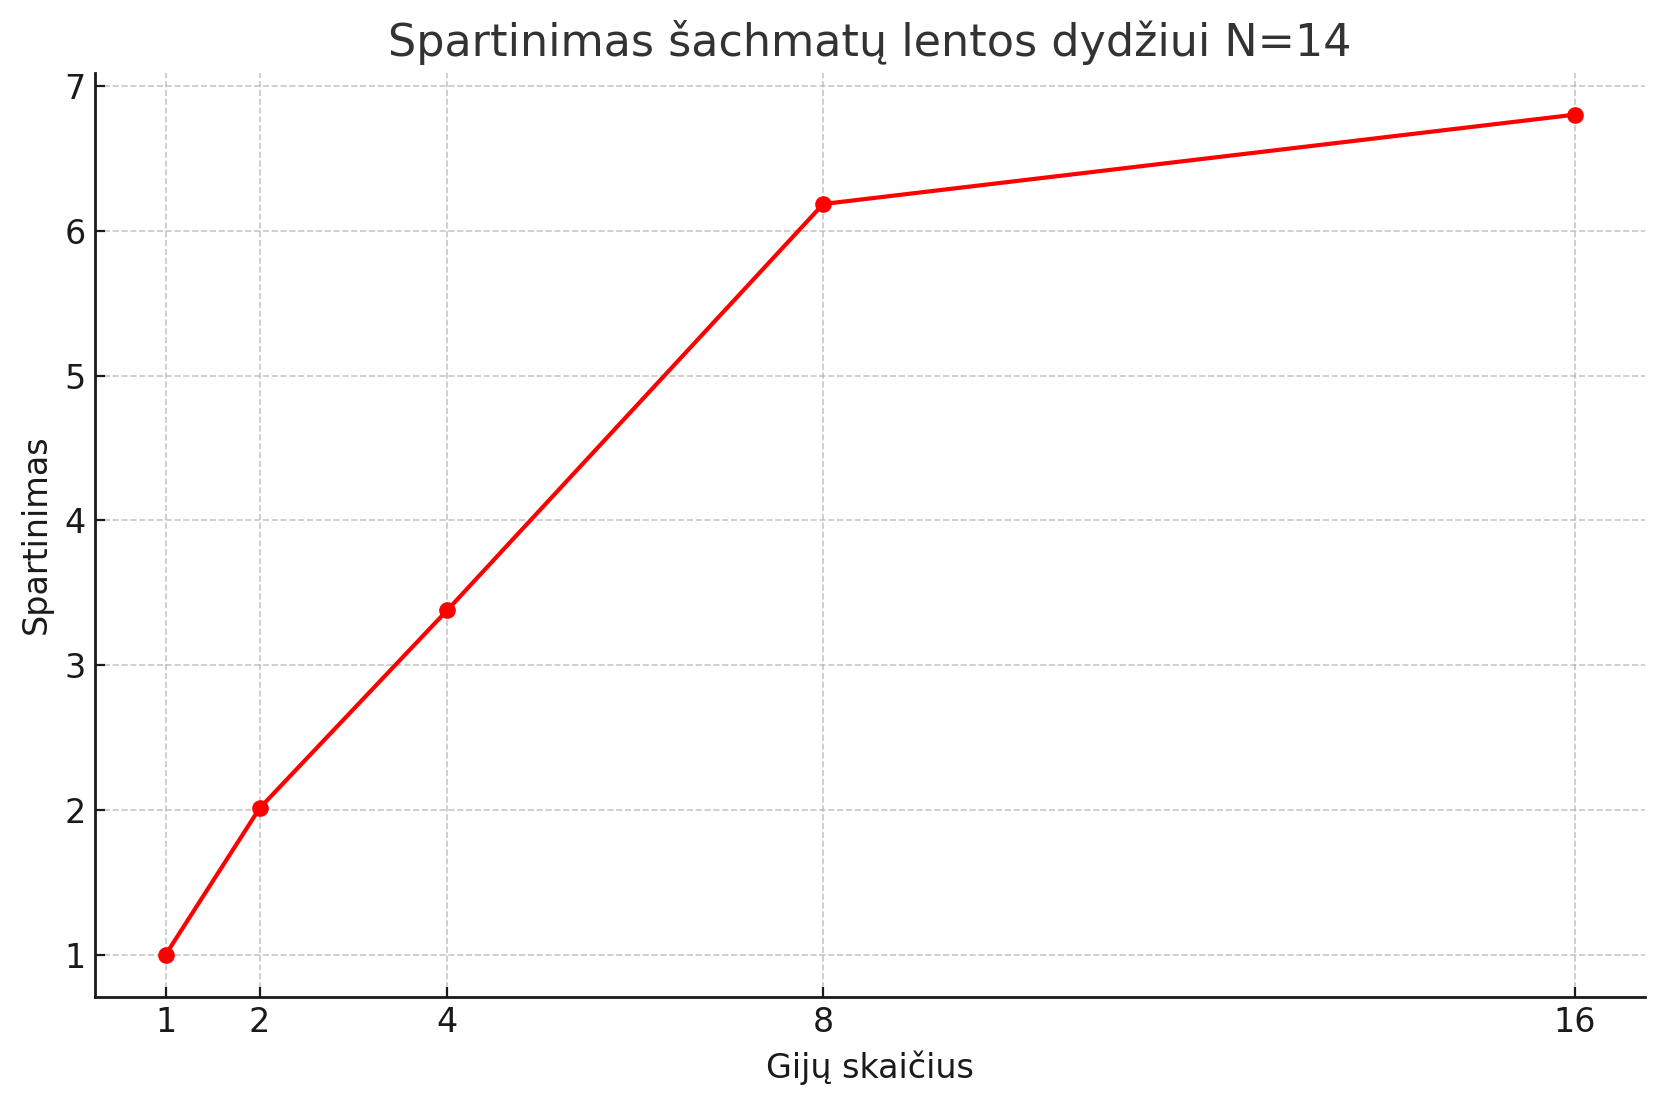 Spartinimas šachmatų lentos dydžiui N=14
7
6
5
4
3
2
1
Spartinimas
1 2 4 8 16
Gijų skaičius